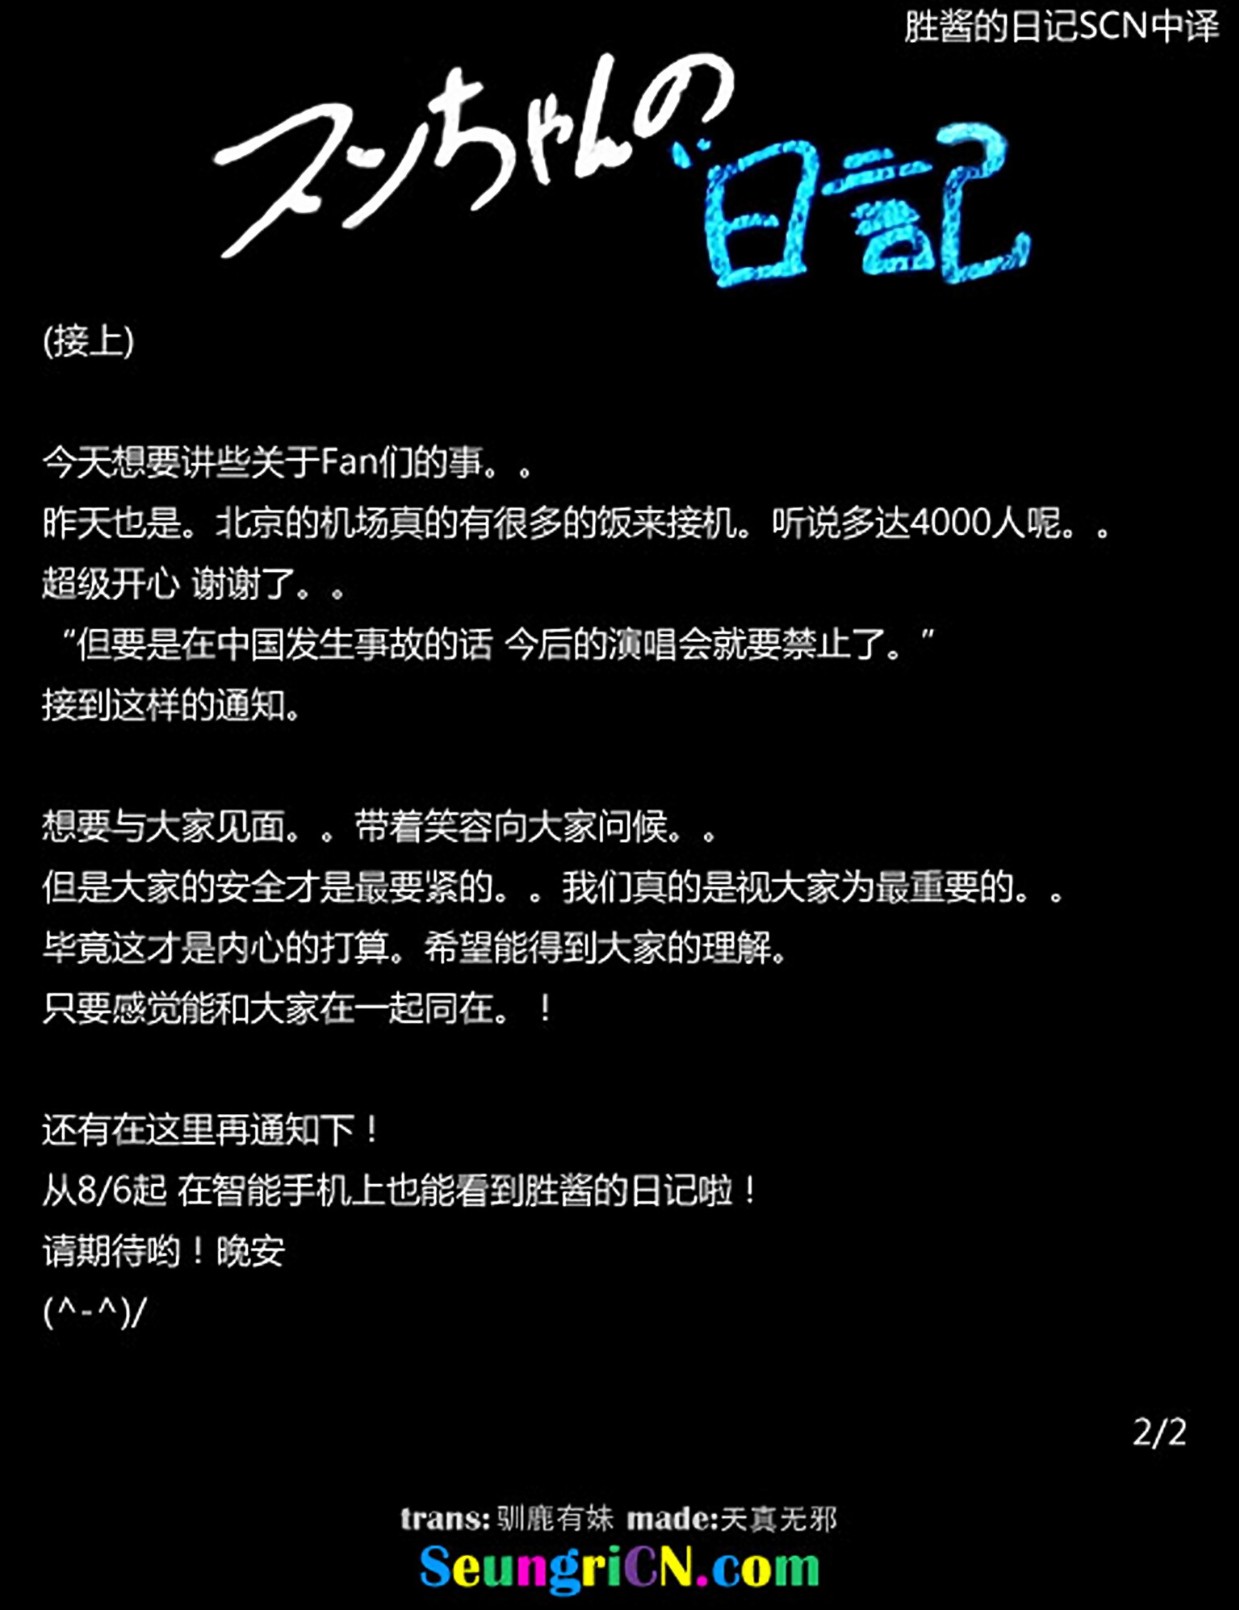 胜酱的日记SCN中译
スンちゃんの
日記
(接上)
今天想要讲些关于Fan们的事。。
昨天也是。北京的机场真的有很多的饭来接机。听说多达4000人呢。。
超级开心 谢谢了。。
“但要是在中国发生事故的话 今后的演唱会就要禁止了。”
接到这样的通知。
想要与大家见面。。带着笑容向大家问候。。
但是大家的安全才是最要紧的。。我们真的是视大家为最重要的。。
毕竟这才是内心的打算。希望能得到大家的理解。
只要感觉能和大家在一起同在。！
还有在这里再通知下！
从8/6起 在智能手机上也能看到胜酱的日记啦！
请期待哟！晚安
(^-^)/
2/2
trans:驯鹿有妹 made:天真无邪
SeungriCN.com